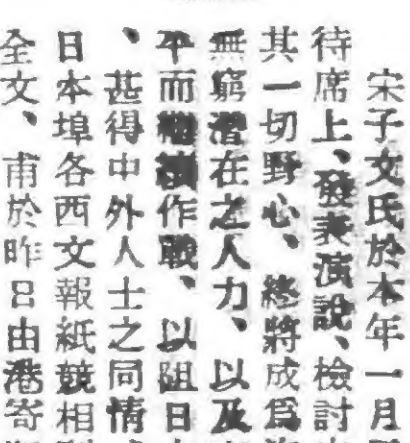 宋子文氏於本年一月
待席上、發表演說、檢討
其一切野心、終將成爲
無窮潛在之人力、以及
平而繼續作戰、以阻日
、甚得中外人士之同情
日本埠各西文報紙競相
全文、甫於昨日由港寄